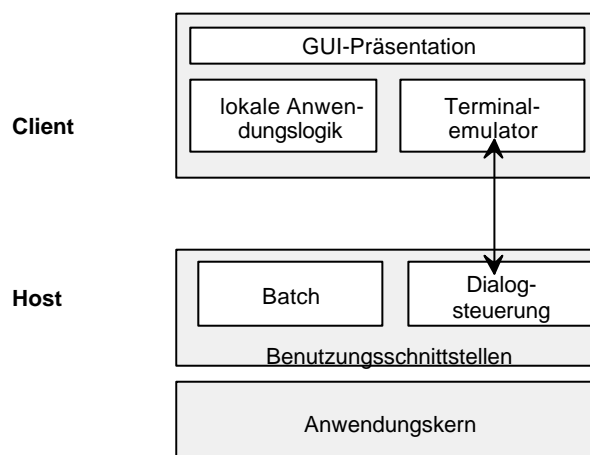 GUI-Präsentation
lokale Anwen-
dungslogik
Terminal-
emulator
Client
Host
Batch
Dialog-
steuerung
Benutzungsschnittstellen
Anwendungskern